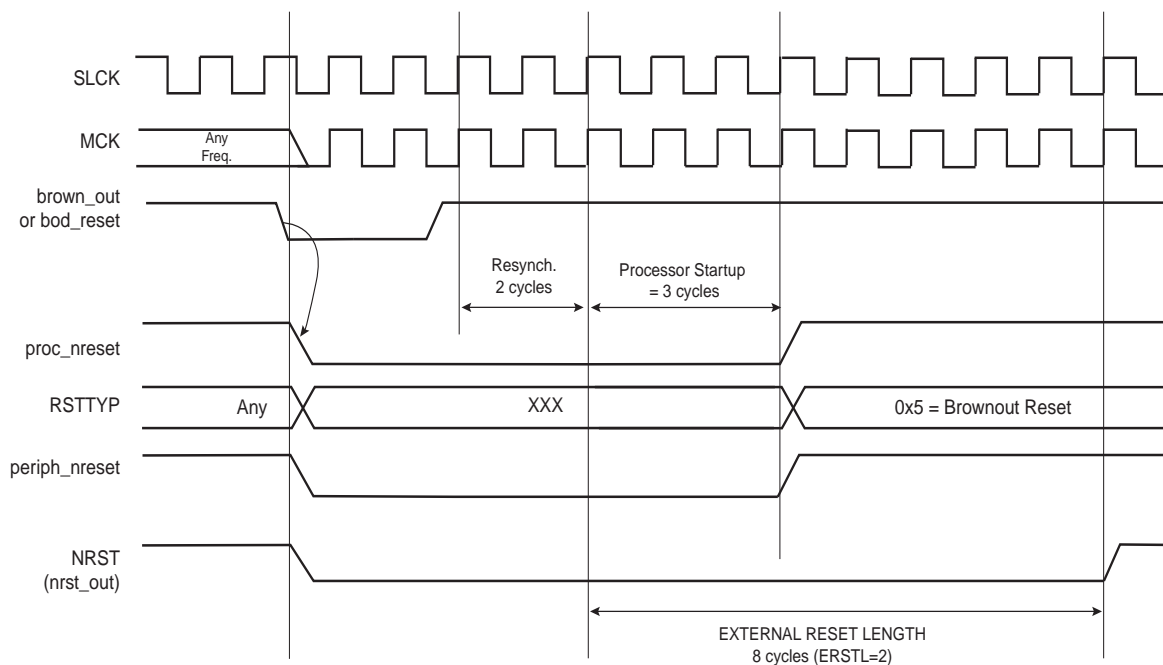 SLCK
MCK
Any
Freq.
brown_out
or bod_reset
Resynch.
2 cycles
Processor Startup
= 3 cycles
proc_nreset
RSTTYP
Any
XXX
0x5 = Brownout Reset
periph_nreset
NRST
(nrst_out)
EXTERNAL RESET LENGTH
8 cycles (ERSTL=2)